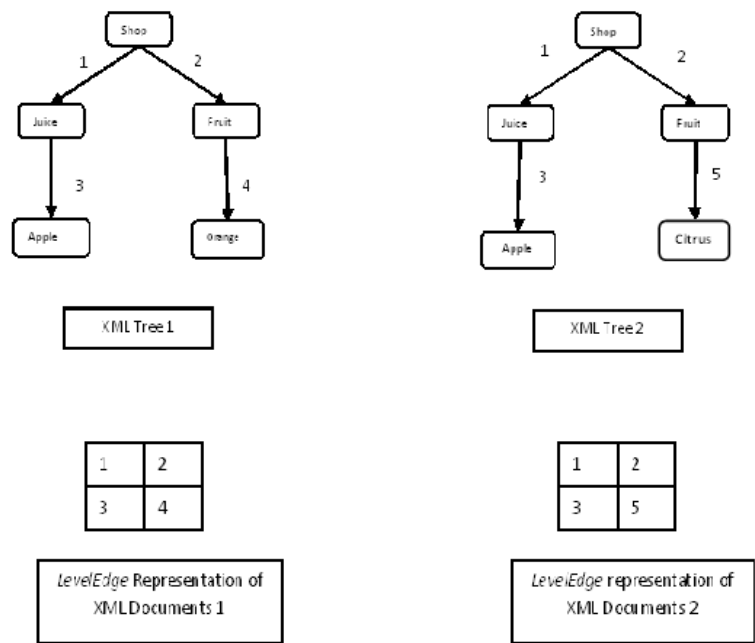 Shop
1
2
Juice
Fruit
3
4
Apple
Orange
XML Tree 1
Shop
1
2
Juice
Fruit
3
5
Apple
Citrus
XML Tree 2
1 2
3 4
LevelEdge Representation of
XML Documents 1
1 2
3 5
LevelEdge representation of
XML Documents 2